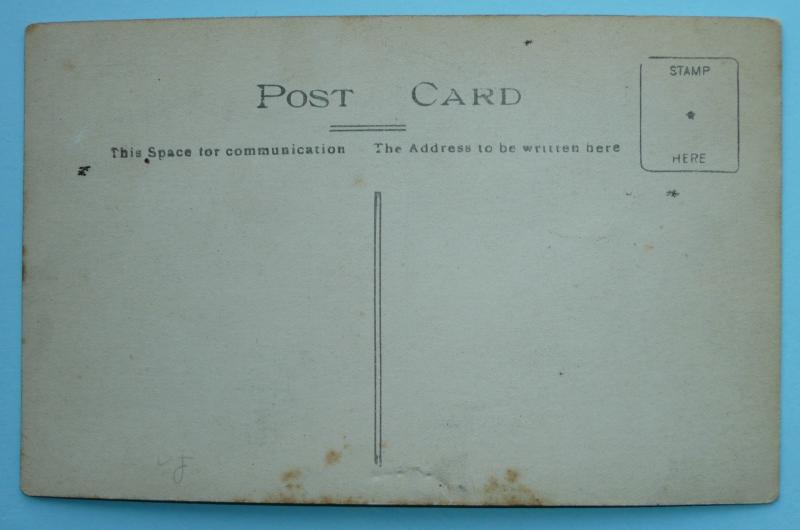 POST CARD
STAMP
HERE
This Space for communication
The Address to be written here